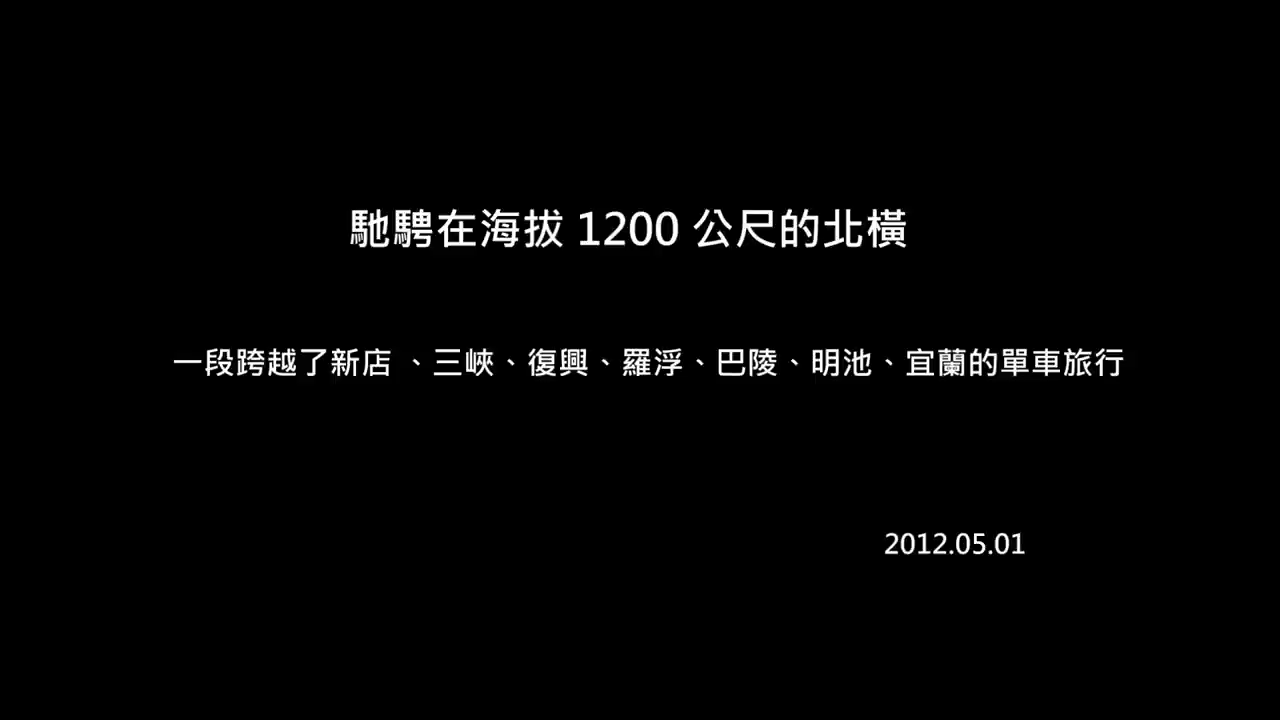 馳騁在海拔 1200 公尺的北橫
一段跨越了新店 、三峽、復興、羅浮、巴陵、明池、宜蘭的單車旅行
2012.05.01